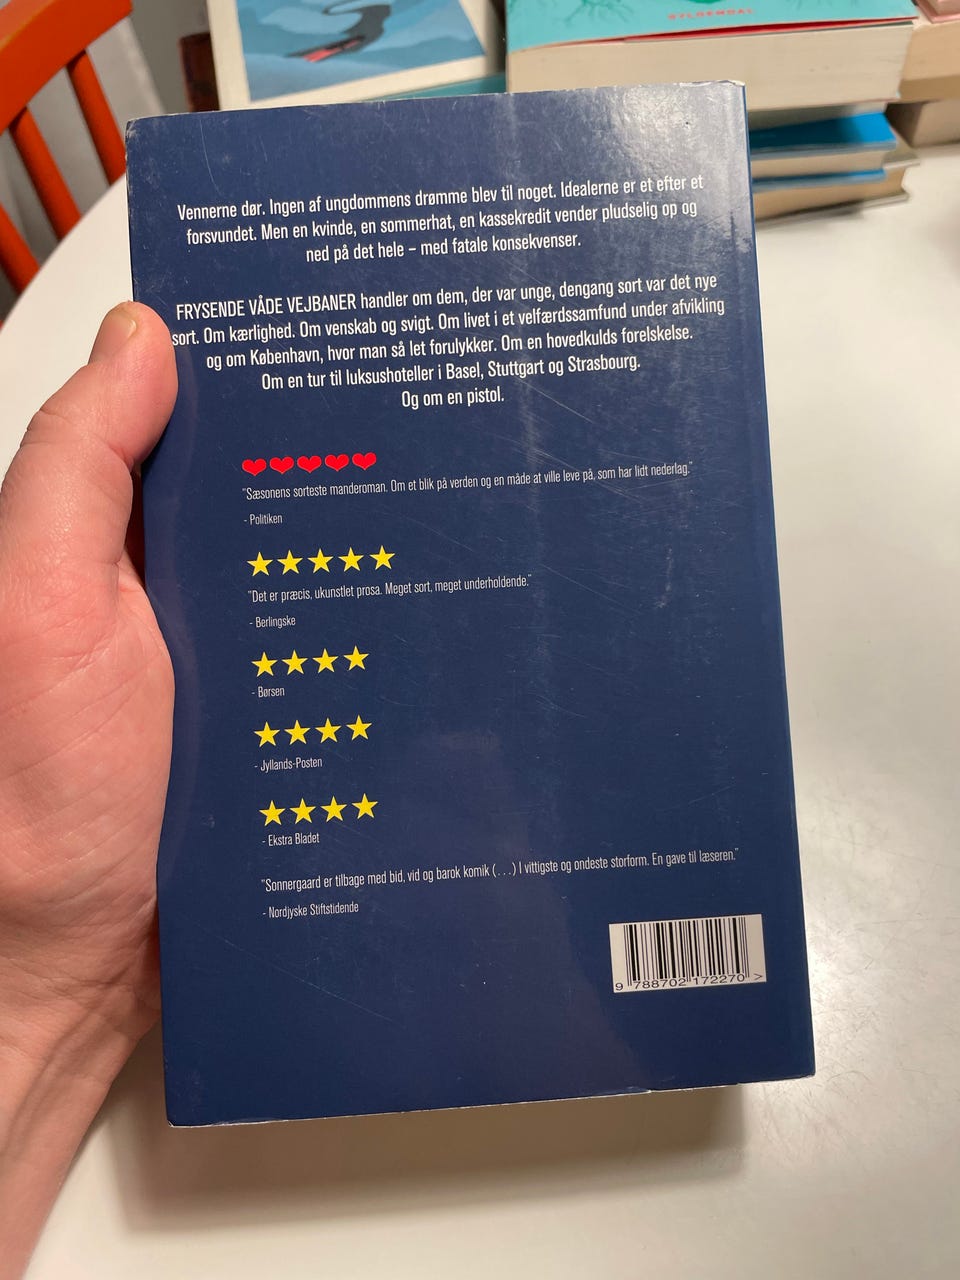 GYLDENDAL
Vennerne dør. Ingen af ungdommens drømme blev til noget. Idealerne er et efter et
forsvundet. Men en kvinde, en sommerhat, en kassekredit vender pludselig op og
ned på det hele – med fatale konsekvenser.
FRYSENDE VÅDE VEJBANER handler om dem, der var unge, dengang sort var det nye
sort. Om kærlighed. Om venskab og svigt. Om livet i et velfærdssamfund under afvikling
og om København, hvor man så let forulykker. Om en hovedkulds forelskelse.
Om en tur til luksushoteller i Basel, Stuttgart og Strasbourg.
Og om en pistol.
"Sæsonens sorteste manderoman. Om et blik på verden og en måde at ville leve på, som har lidt nederlag."
- Politiken
"Det er præcis, ukunstlet prosa. Meget sort, meget underholdende."
- Berlingske
- Børsen
- Jyllands-Posten
- Ekstra Bladet
"Sonnergaard er tilbage med bid, vid og barok komik (...) I vittigste og ondeste storform. En gave til læseren."
- Nordjyske Stiftstidende
9 788702 172270 >